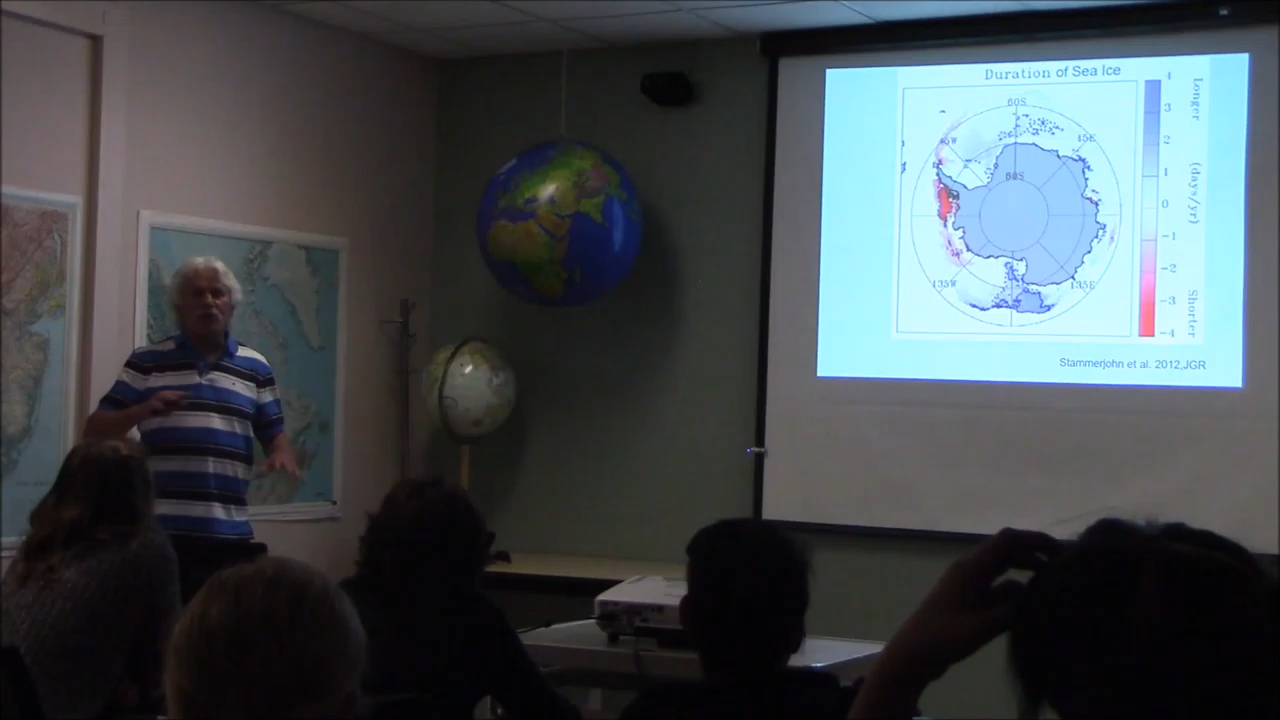 Duration of Sea Ice
60S
45W
45E
80S
135W
135E
4
3
2
1
0
-1
-2
-3
-4
Longer
(days/yr)
Shorter
Stammerjohn et al. 2012,JGR